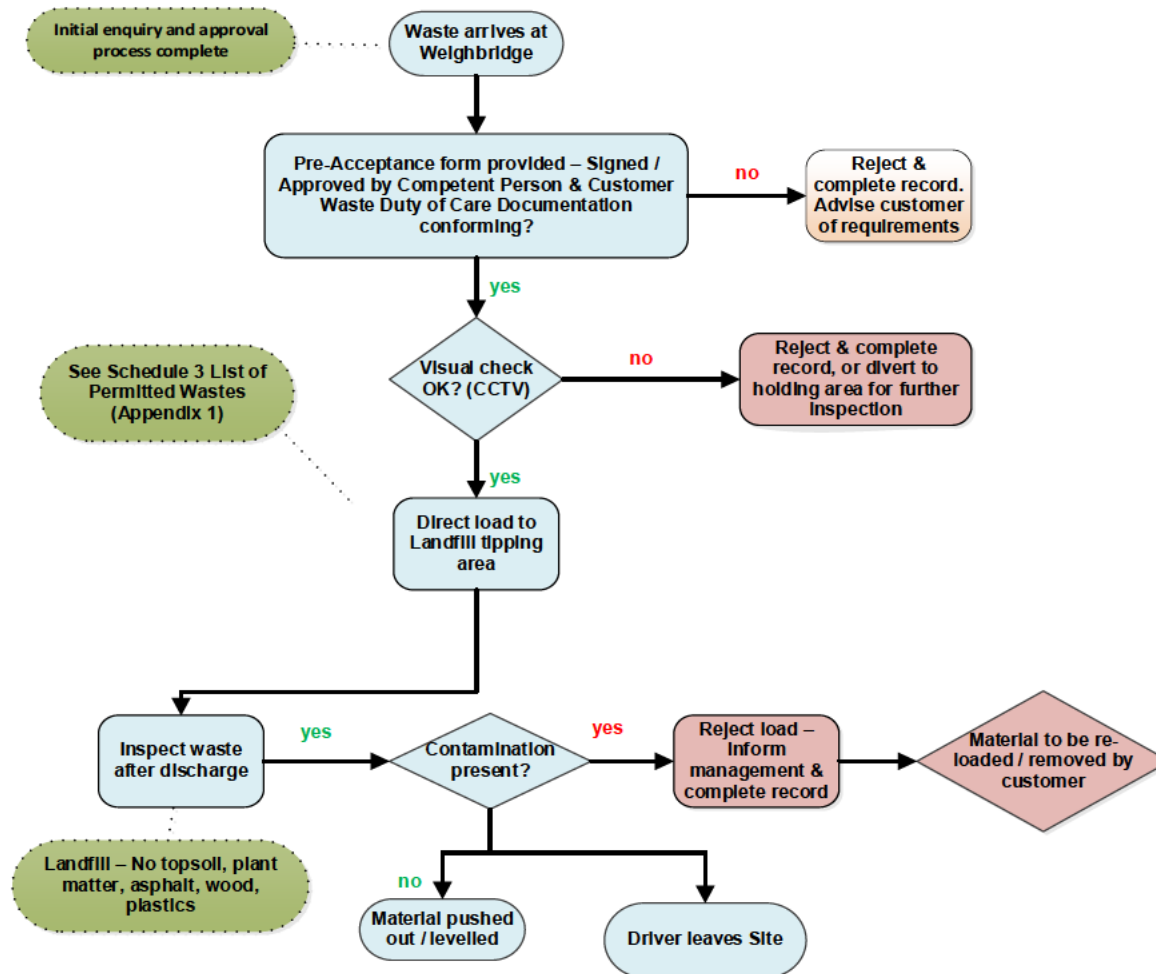 Initial enquiry and approval
process complete
Waste arrives at
Weighbridge
Pre-Acceptance form provided – Signed /
Approved by Competent Person & Customer
Waste Duty of Care Documentation
conforming?
no
Reject &
complete record.
Advise customer
of requirements
yes
See Schedule 3 List of
Permitted Wastes
(Appendix 1)
Visual check
OK? (CCTV)
no
Reject & complete
record, or divert to
holding area for further
inspection
yes
Direct load to
Landfill tipping
area
Inspect waste
after discharge
yes
Contamination
present?
yes
Reject load –
Inform
management &
complete record
Material to be re-
loaded / removed by
customer
Landfill – No topsoil, plant
matter, asphalt, wood,
plastics
no
Material pushed
out / levelled
Driver leaves Site